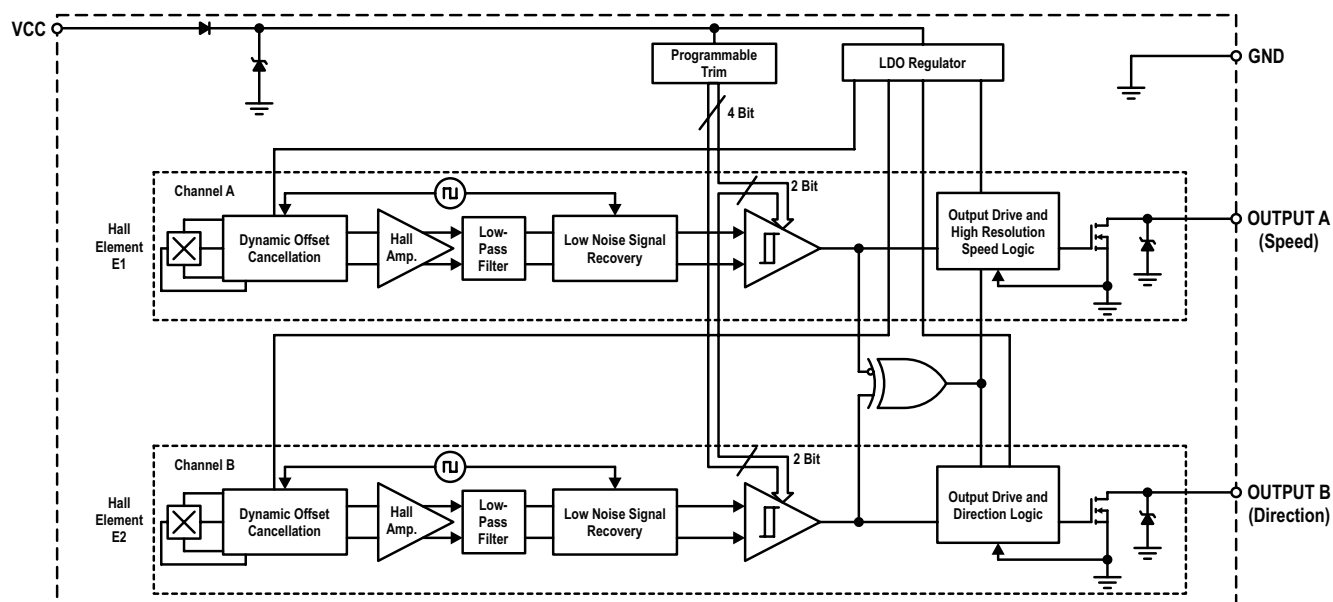 VCC
Programmable
Trim
LDO Regulator
GND
4 Bit
Channel A
2 Bit
Hall
Element
E1
Dynamic Offset
Cancellation
Hall
Amp.
Low-
Pass
Filter
Low Noise Signal
Recovery
Output Drive and
High Resolution
Speed Logic
OUTPUT A
(Speed)
Channel B
2 Bit
Hall
Element
E2
Dynamic Offset
Cancellation
Hall
Amp.
Low-
Pass
Filter
Low Noise Signal
Recovery
Output Drive and
Direction Logic
OUTPUT B
(Direction)